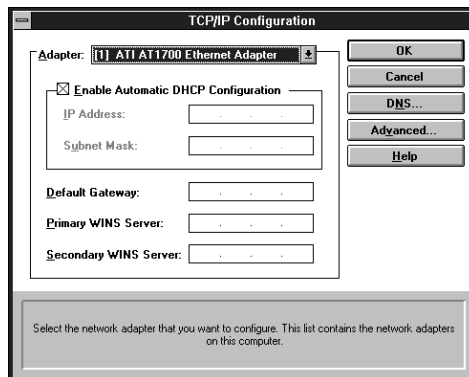 TCP/IP Configuration
Adapter: [1] ATI AT1700 Ethernet Adapter
Enable Automatic DHCP Configuration
IP Address: . . .
Subnet Mask: . . .
Default Gateway: . . .
Primary WINS Server: . . .
Secondary WINS Server: . . .
OK
Cancel
DNS...
Advanced...
Help
Select the network adapter that you want to configure. This list contains the network adapters
on this computer.